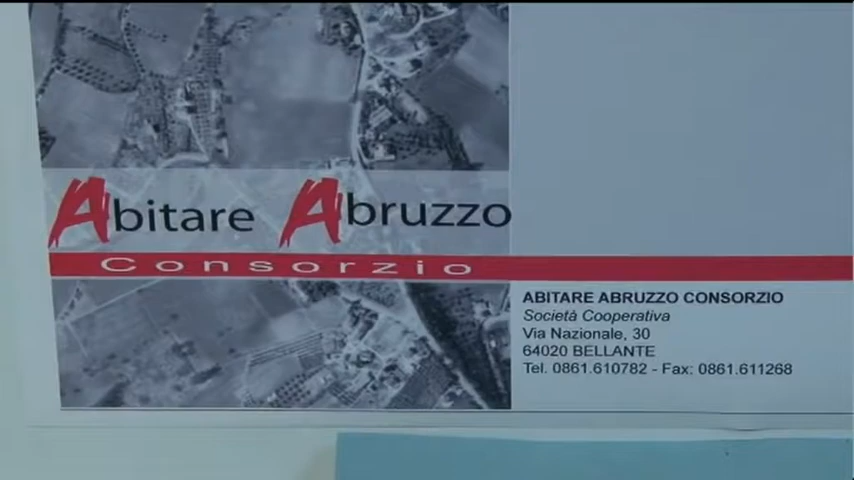 Abitare Abruzzo
Consorzio
ABITARE ABRUZZO CONSORZIO
Società Cooperativa
Via Nazionale, 30
64020 BELLANTE
Tel. 0861.610782 - Fax: 0861.611268